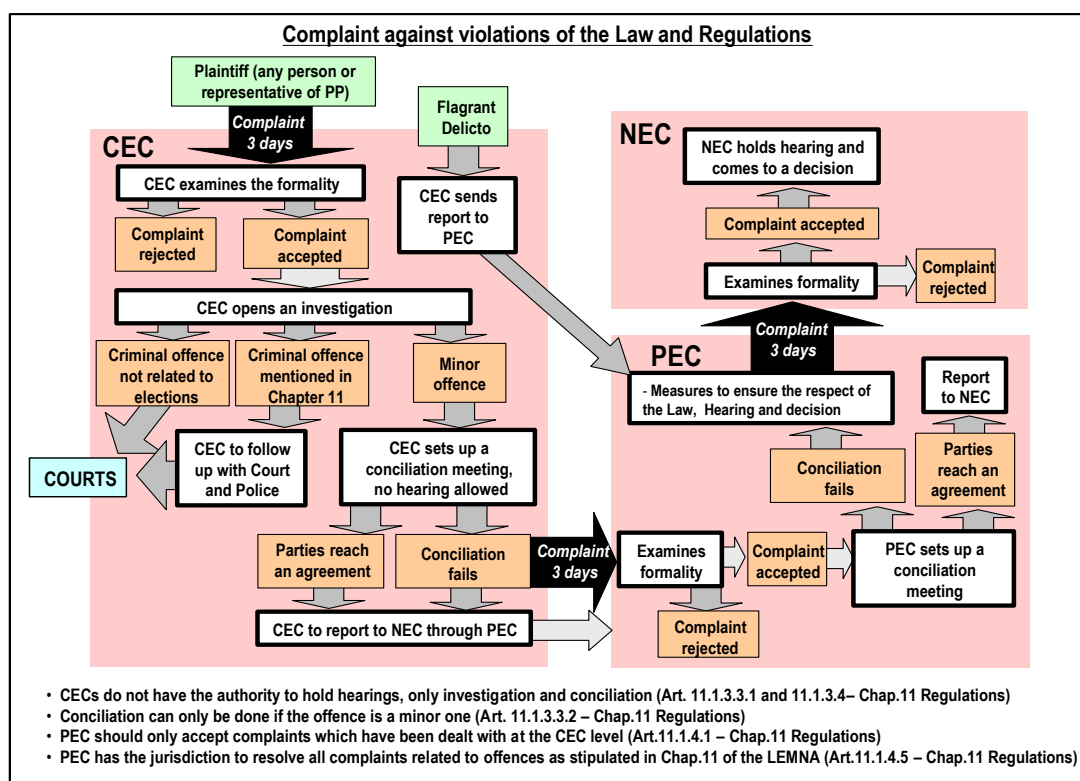 Complaint against violations of the Law and Regulations
Plaintiff (any person or
representative of PP)
Complaint
3 days
CEC
CEC examines the formality
Complaint
rejected
Complaint
accepted
CEC opens an investigation
Criminal offence
not related to
elections
Criminal offence
mentioned in
Chapter 11
Minor
offence
COURTS
CEC to follow
up with Court
and Police
CEC sets up a
conciliation meeting,
no hearing allowed
Parties reach
an agreement
Conciliation
fails
CEC to report to NEC through PEC
Flagrant
Delicto
CEC sends
report to
PEC
Complaint
3 days
NEC
NEC holds hearing and
comes to a decision
Complaint accepted
Examines formality
Complaint
rejected
Complaint
3 days
PEC
- Measures to ensure the respect of
the Law, Hearing and decision
Report
to NEC
Conciliation
fails
Parties
reach an
agreement
Examines
formality
Complaint
accepted
PEC sets up a
conciliation
meeting
Complaint
rejected
• CECs do not have the authority to hold hearings, only investigation and conciliation (Art. 11.1.3.3.1 and 11.1.3.4– Chap.11 Regulations)
• Conciliation can only be done if the offence is a minor one (Art. 11.1.3.3.2 – Chap.11 Regulations)
• PEC should only accept complaints which have been dealt with at the CEC level (Art.11.1.4.1 – Chap.11 Regulations)
• PEC has the jurisdiction to resolve all complaints related to offences as stipulated in Chap.11 of the LEMNA (Art.11.1.4.5 – Chap.11 Regulations)